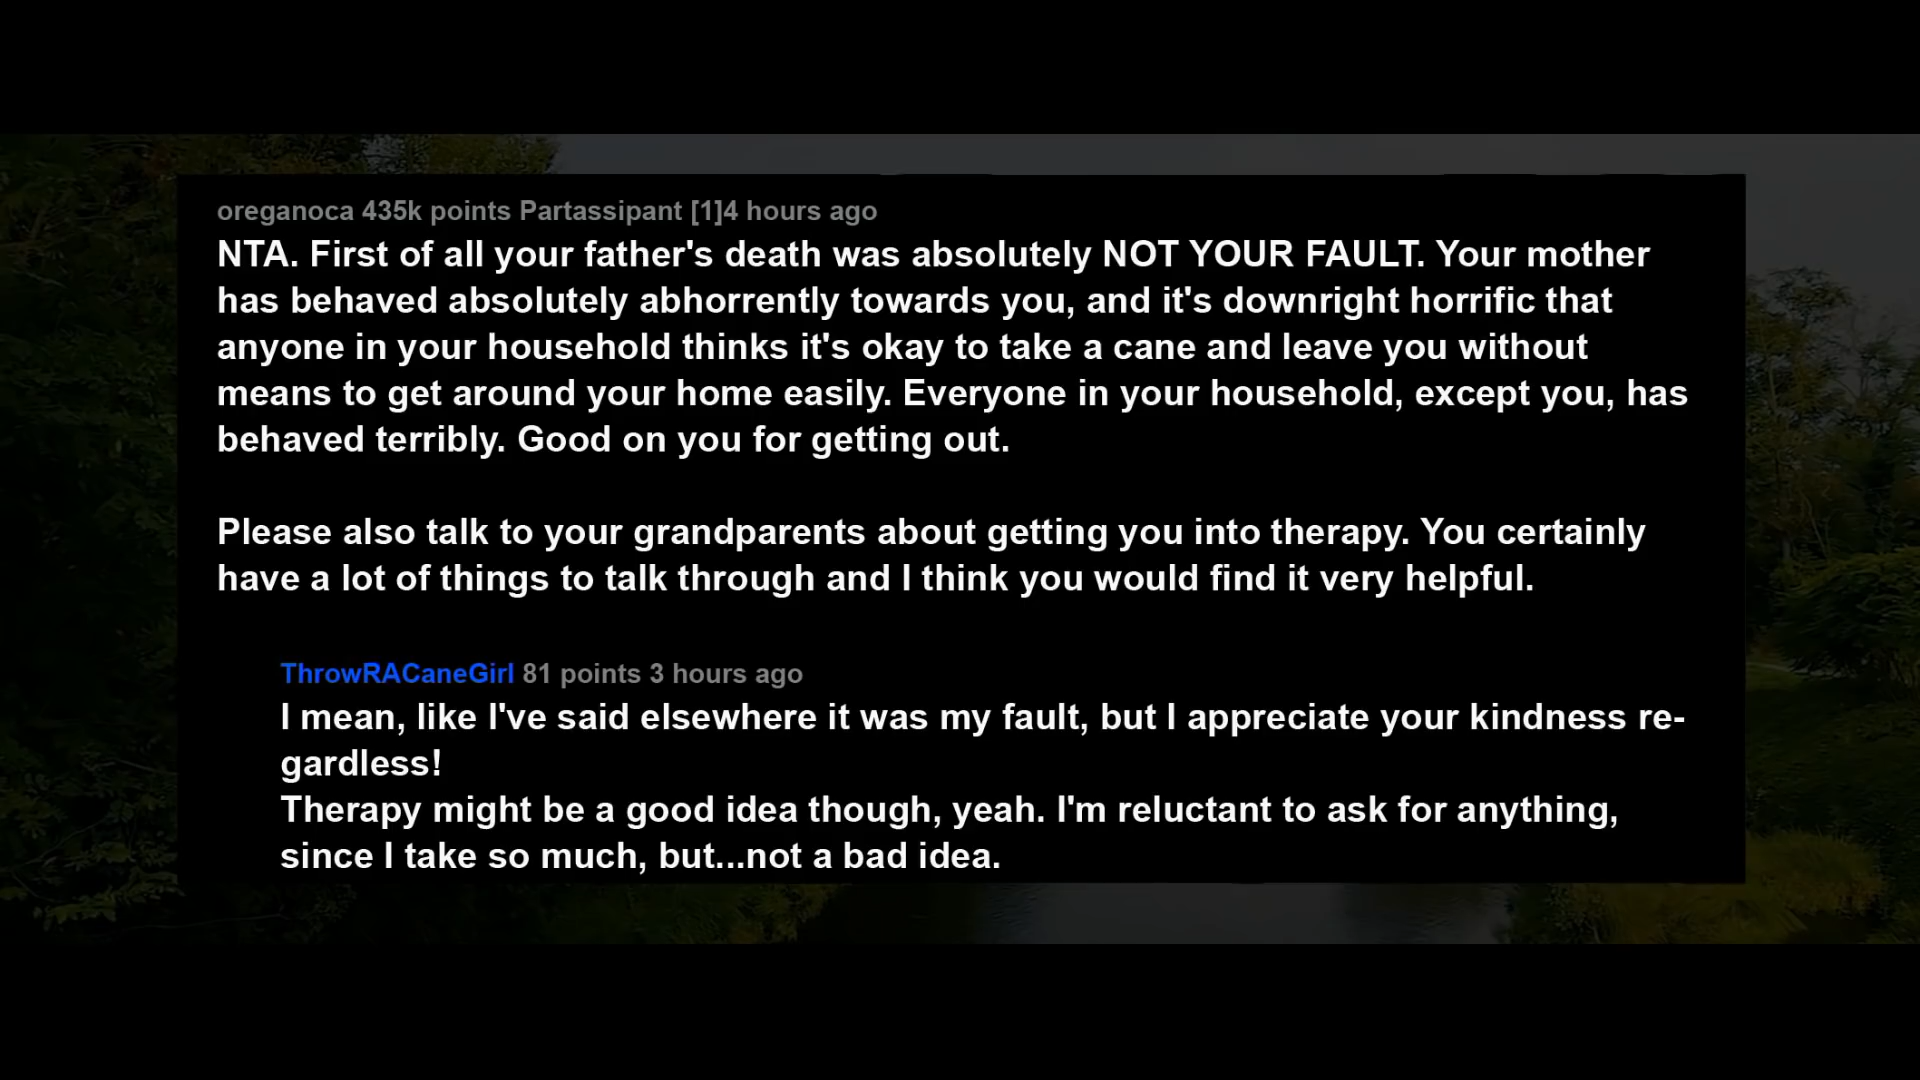 oreganoca 435k points Partassipant [1]4 hours ago
NTA. First of all your father's death was absolutely NOT YOUR FAULT. Your mother
has behaved absolutely abhorrently towards you, and it's downright horrific that
anyone in your household thinks it's okay to take a cane and leave you without
means to get around your home easily. Everyone in your household, except you, has
behaved terribly. Good on you for getting out.
Please also talk to your grandparents about getting you into therapy. You certainly
have a lot of things to talk through and I think you would find it very helpful.
ThrowRACaneGirl 81 points 3 hours ago
I mean, like I've said elsewhere it was my fault, but I appreciate your kindness re-
gardless!
Therapy might be a good idea though, yeah. I'm reluctant to ask for anything,
since I take so much, but...not a bad idea.